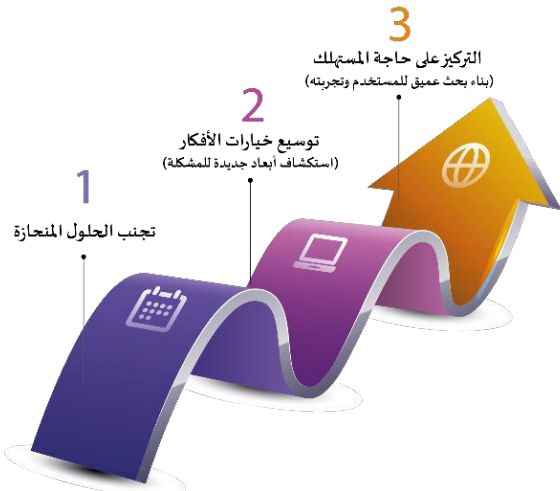 1
تجنب الحلول المنحازة
2
توسيع خيارات الأفكار
(استكشاف أبعاد جديدة للمشكلة)
3
التركيز على حاجة المستهلك
(بناء بحث عميق للمستخدم وتجربته)